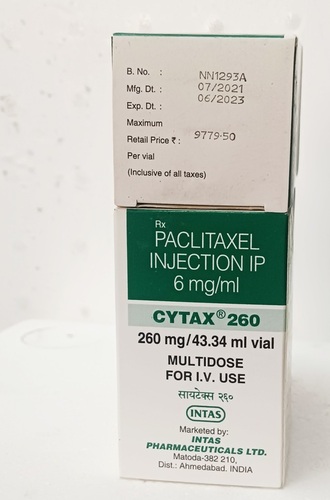 B. No. : NN1293A
Mfg. Dt. : 07/2021
Exp. Dt. : 06/2023
Maximum
Retail Price ₹ : 9779.50
Per vial
(Inclusive of all taxes)
Rx
PACLITAXEL
INJECTION IP
6 mg/ml
CYTAX® 260
260 mg/43.34 ml vial
MULTIDOSE
FOR I.V. USE
सायटेक्स २६०
INTAS
Marketed by:
INTAS
PHARMACEUTICALS LTD.
Matoda-382 210,
Dist.: Ahmedabad. INDIA